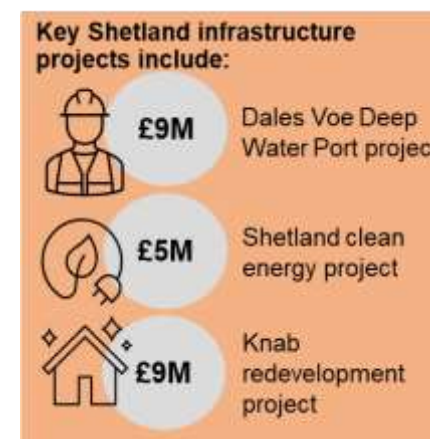 Key Shetland infrastructure
projects include:
£9M
Dales Voe Deep
Water Port projec
£5M
Shetland clean
energy project
£9M
Knab
redevelopment
project